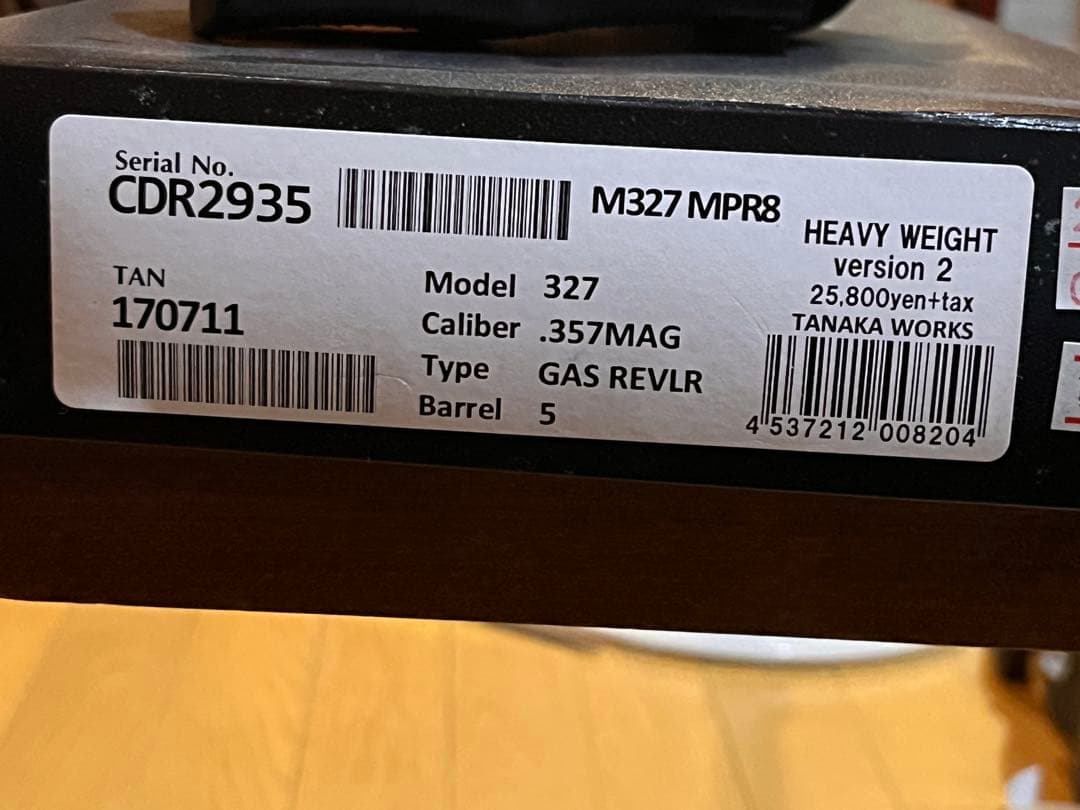 Serial No.
CDR2935
M327 MPR8
HEAVY WEIGHT
version 2
25,800yen+tax
TANAKA WORKS
TAN
170711
Model 327
Caliber .357MAG
Type GAS REVLR
Barrel 5
4 537212 008204